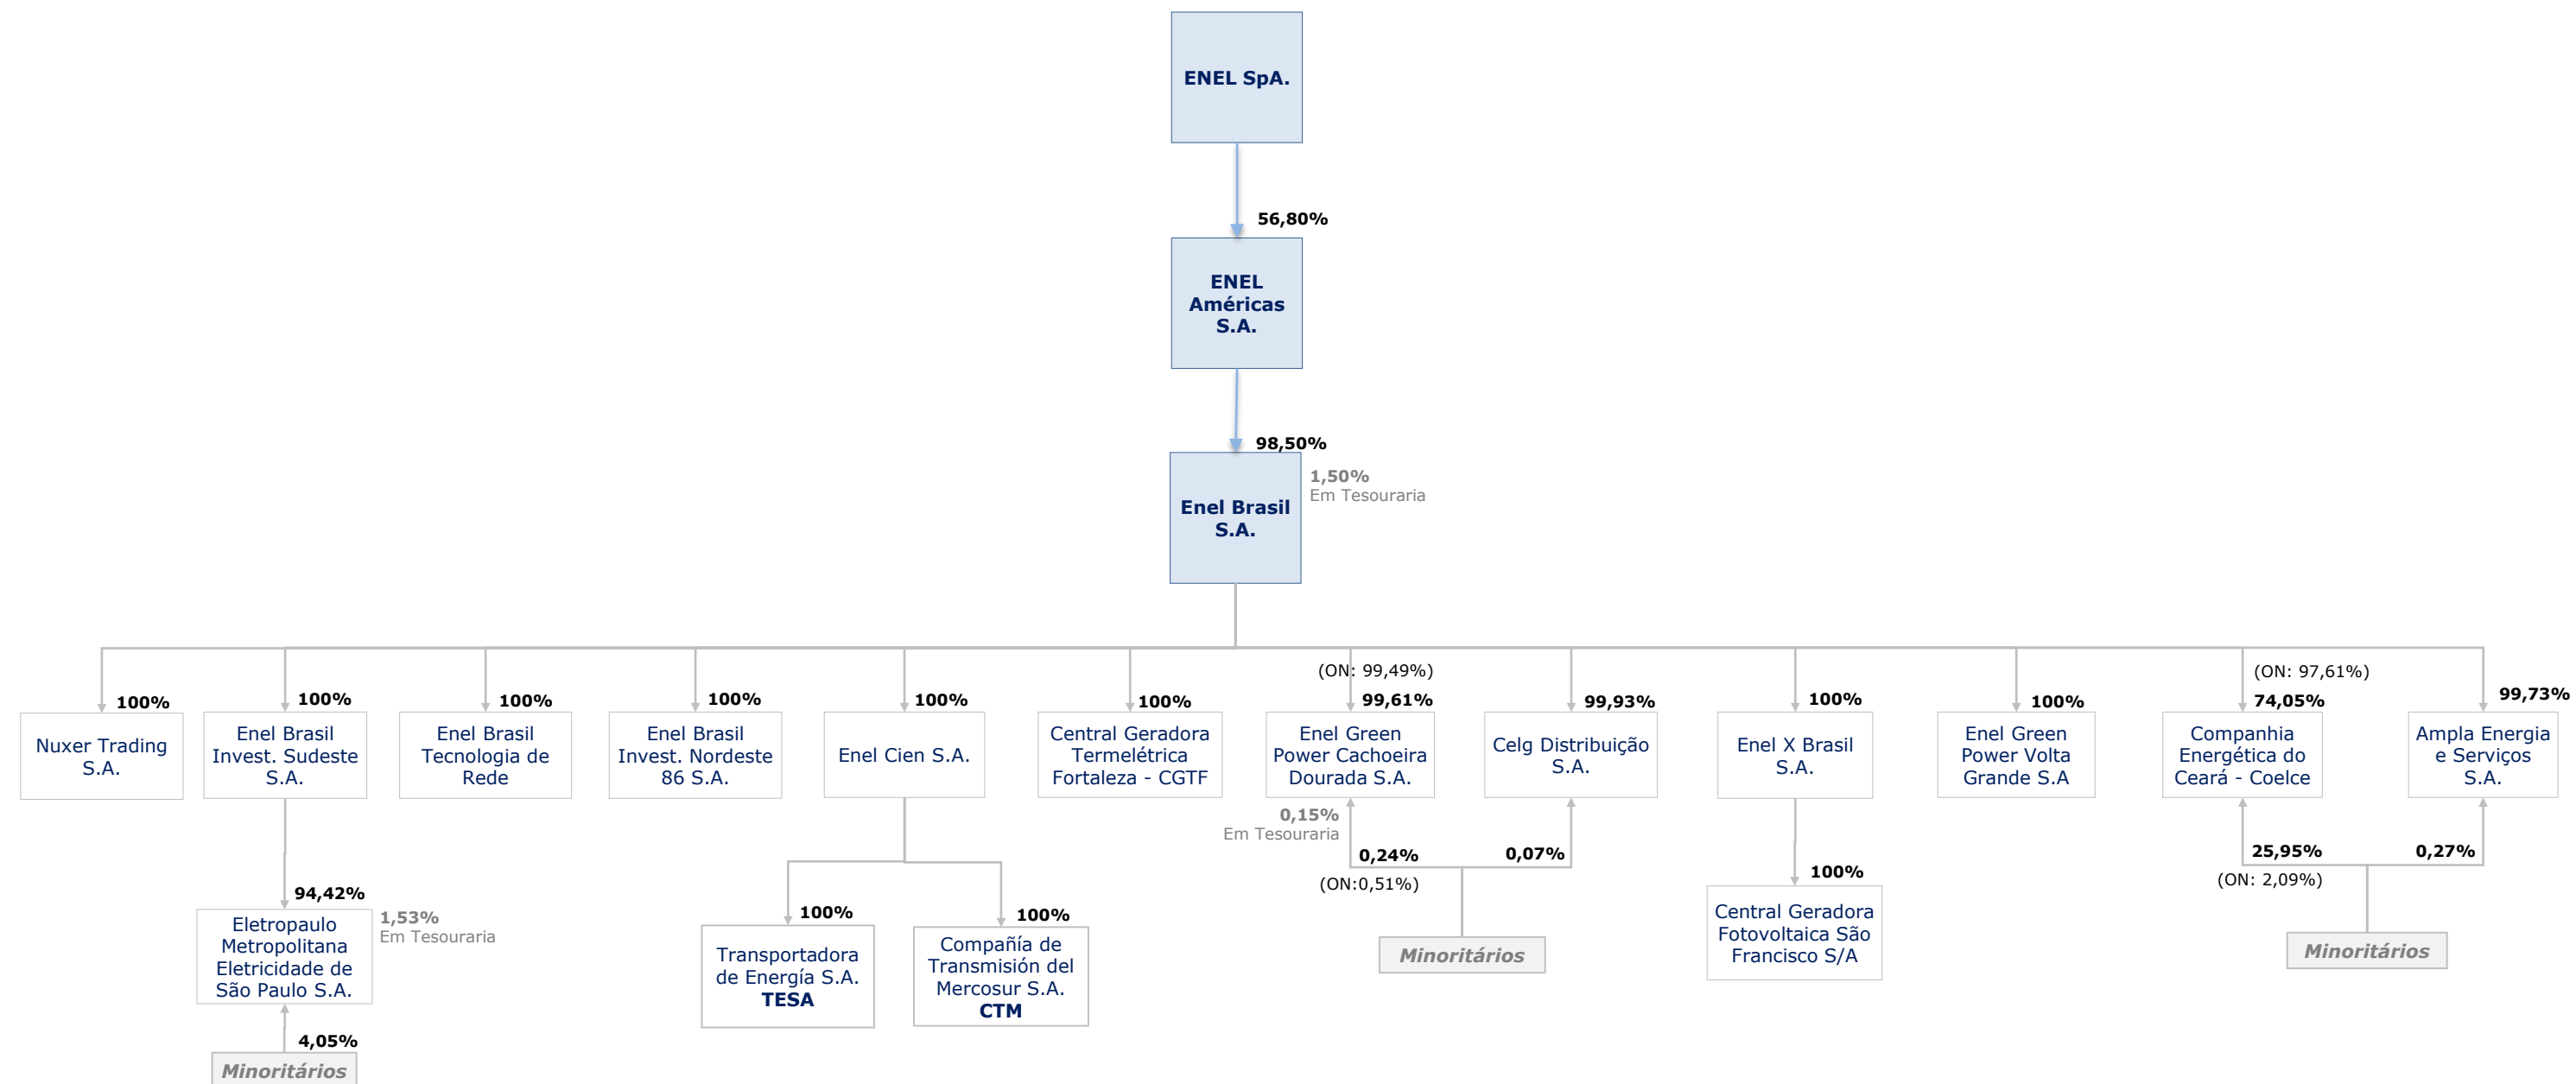 ENEL SpA.
56,80%
ENEL
Américas
S.A.
98,50%
1,50%
Em Tesouraria
Enel Brasil
S.A.
100%
Nuxer Trading
S.A.
100%
Enel Brasil
Invest. Sudeste
S.A.
100%
Enel Brasil
Tecnologia de
Rede
100%
Enel Brasil
Invest. Nordeste
86 S.A.
100%
Enel Cien S.A.
100%
Central Geradora
Termelétrica
Fortaleza - CGTF
(ON: 99,49%)
99,61%
Enel Green
Power Cachoeira
Dourada S.A.
99,93%
Celg Distribuição
S.A.
100%
Enel X Brasil
S.A.
100%
Enel Green
Power Volta
Grande S.A
(ON: 97,61%)
74,05%
Companhia
Energética do
Ceará - Coelce
99,73%
Ampla Energia
e Serviços
S.A.
94,42%
1,53%
Em Tesouraria
Eletropaulo
Metropolitana
Eletricidade de
São Paulo S.A.
4,05%
Minoritários
100%
Transportadora
de Energía S.A.
TESA
100%
Compañía de
Transmisión del
Mercosur S.A.
CTM
0,15%
Em Tesouraria
0,24%
(ON:0,51%)
0,07%
Minoritários
100%
Central Geradora
Fotovoltaica São
Francisco S/A
25,95%
(ON: 2,09%)
0,27%
Minoritários